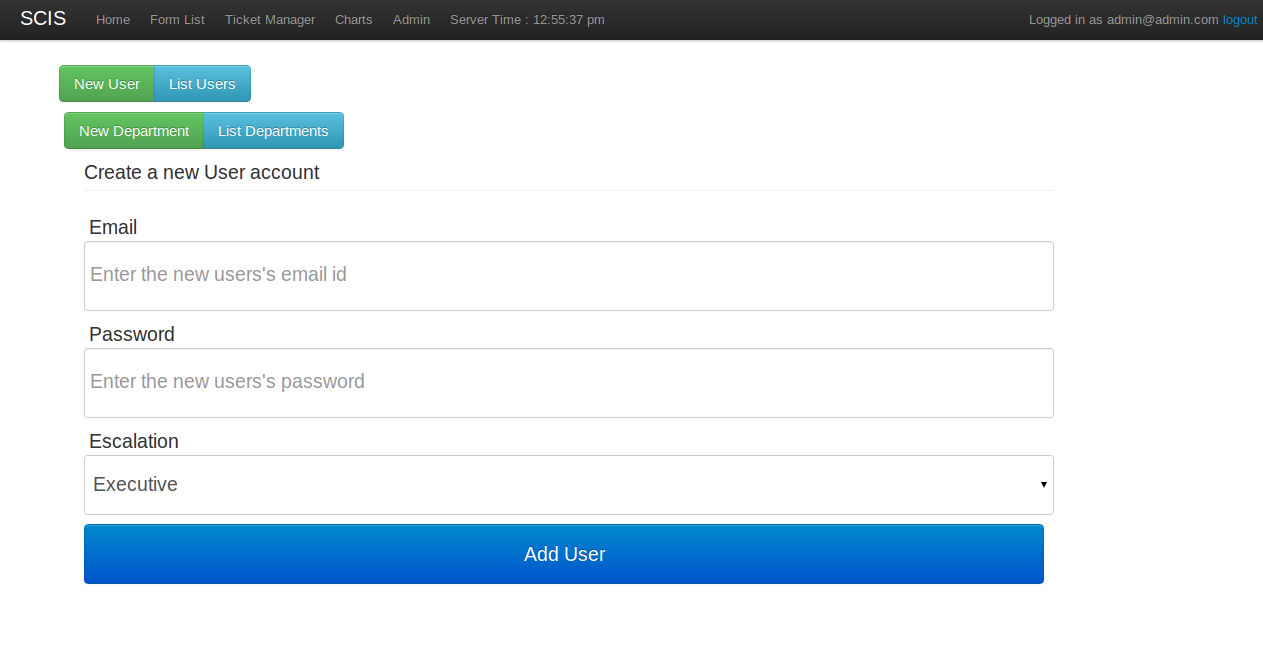 SCIS Home Form List Ticket Manager Charts Admin Server Time : 12:55:37 pm Logged in as admin@admin.com logout
New User List Users
New Department List Departments
Create a new User account
Email
Enter the new users's email id
Password
Enter the new users's password
Escalation
Executive
Add User